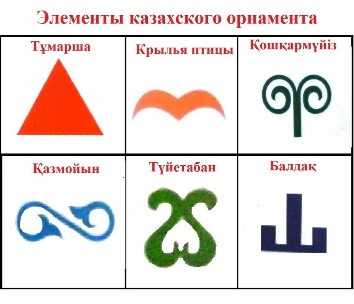 Элементы казахского орнамента
Тұмарша
Крылья птицы
Қошқармүйіз
Қазмойын
Түйетабан
Балдақ